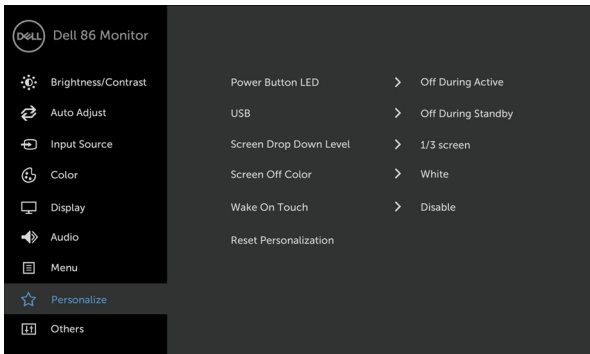 DELL Dell 86 Monitor
Brightness/Contrast
Auto Adjust
Input Source
Color
Display
Audio
Menu
Personalize
Others
Power Button LED > Off During Active
USB > Off During Standby
Screen Drop Down Level > 1/3 screen
Screen Off Color > White
Wake On Touch > Disable
Reset Personalization